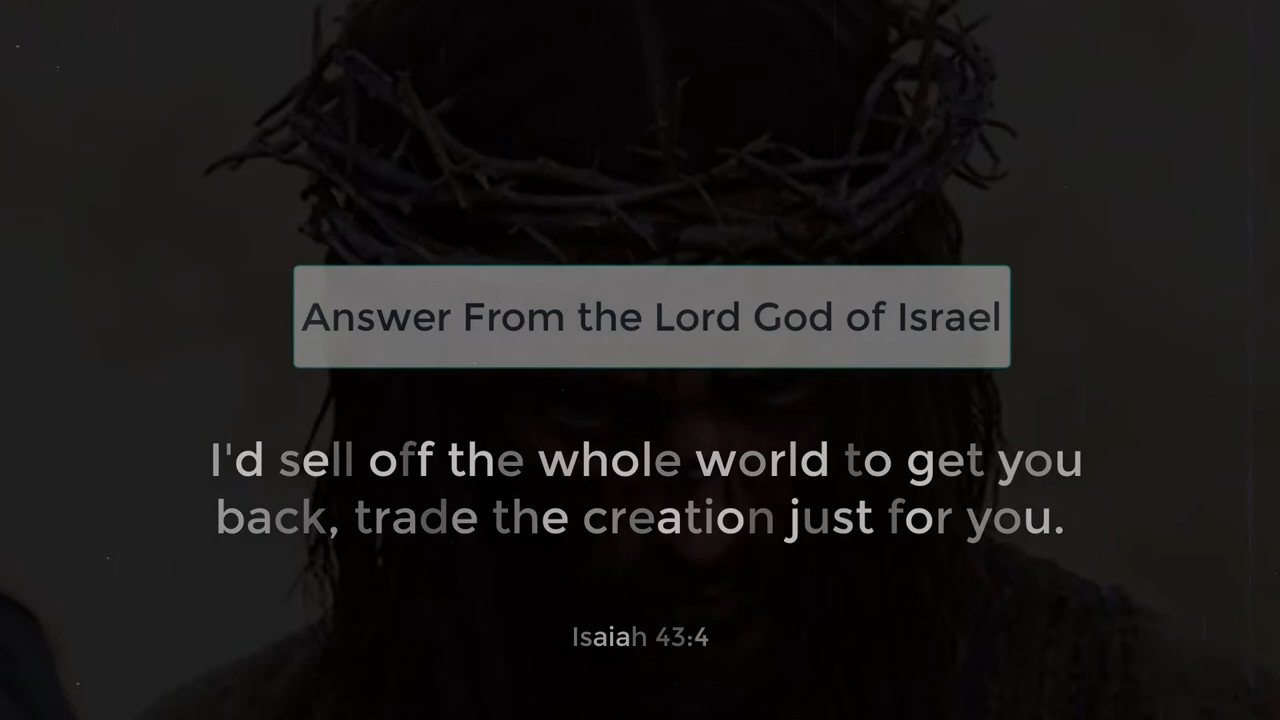 Answer From the Lord God of Israel
I'd sell off the whole world to get you
back, trade the creation just for you.
Isaiah 43:4